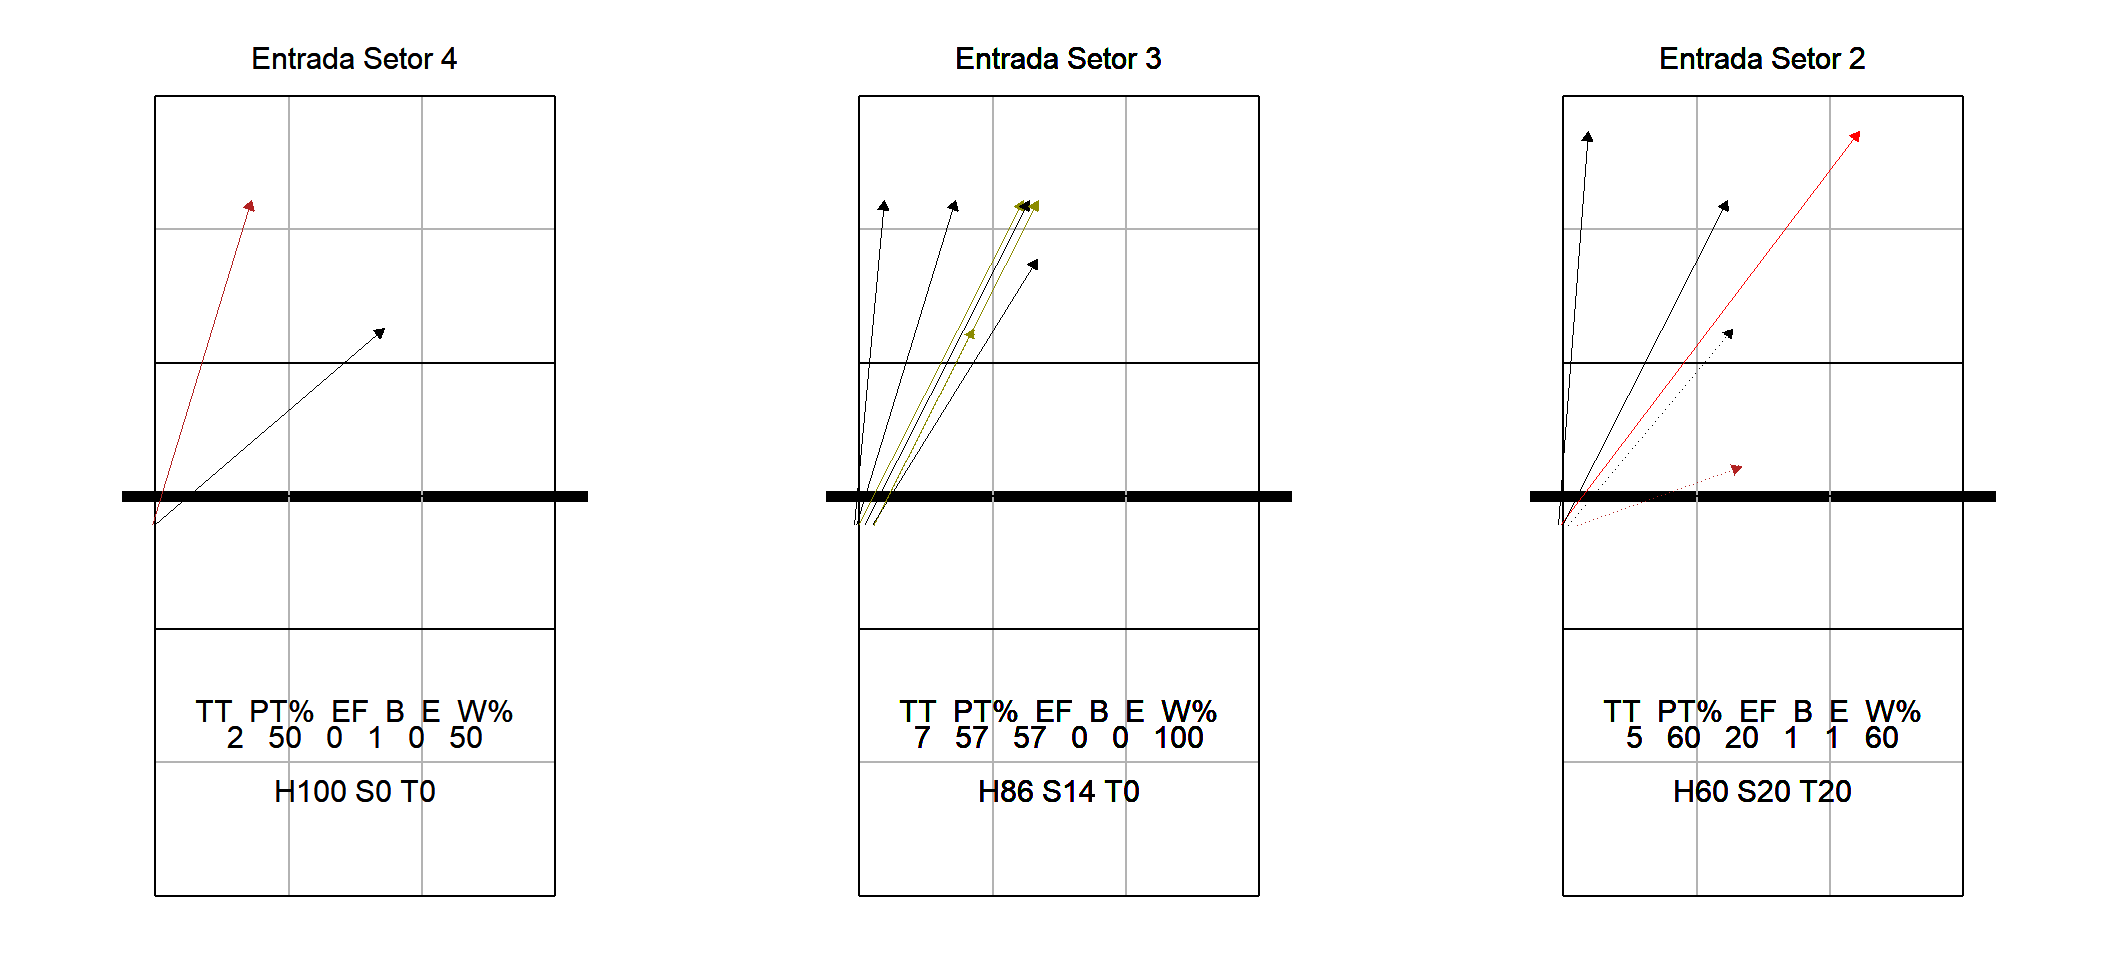 Entrada Setor 4
TT PT% EF B E W%
2 50 0 1 0 50
H100 S0 T0
Entrada Setor 3
TT PT% EF B E W%
7 57 57 0 0 100
H86 S14 T0
Entrada Setor 2
TT PT% EF B E W%
5 60 20 1 1 60
H60 S20 T20